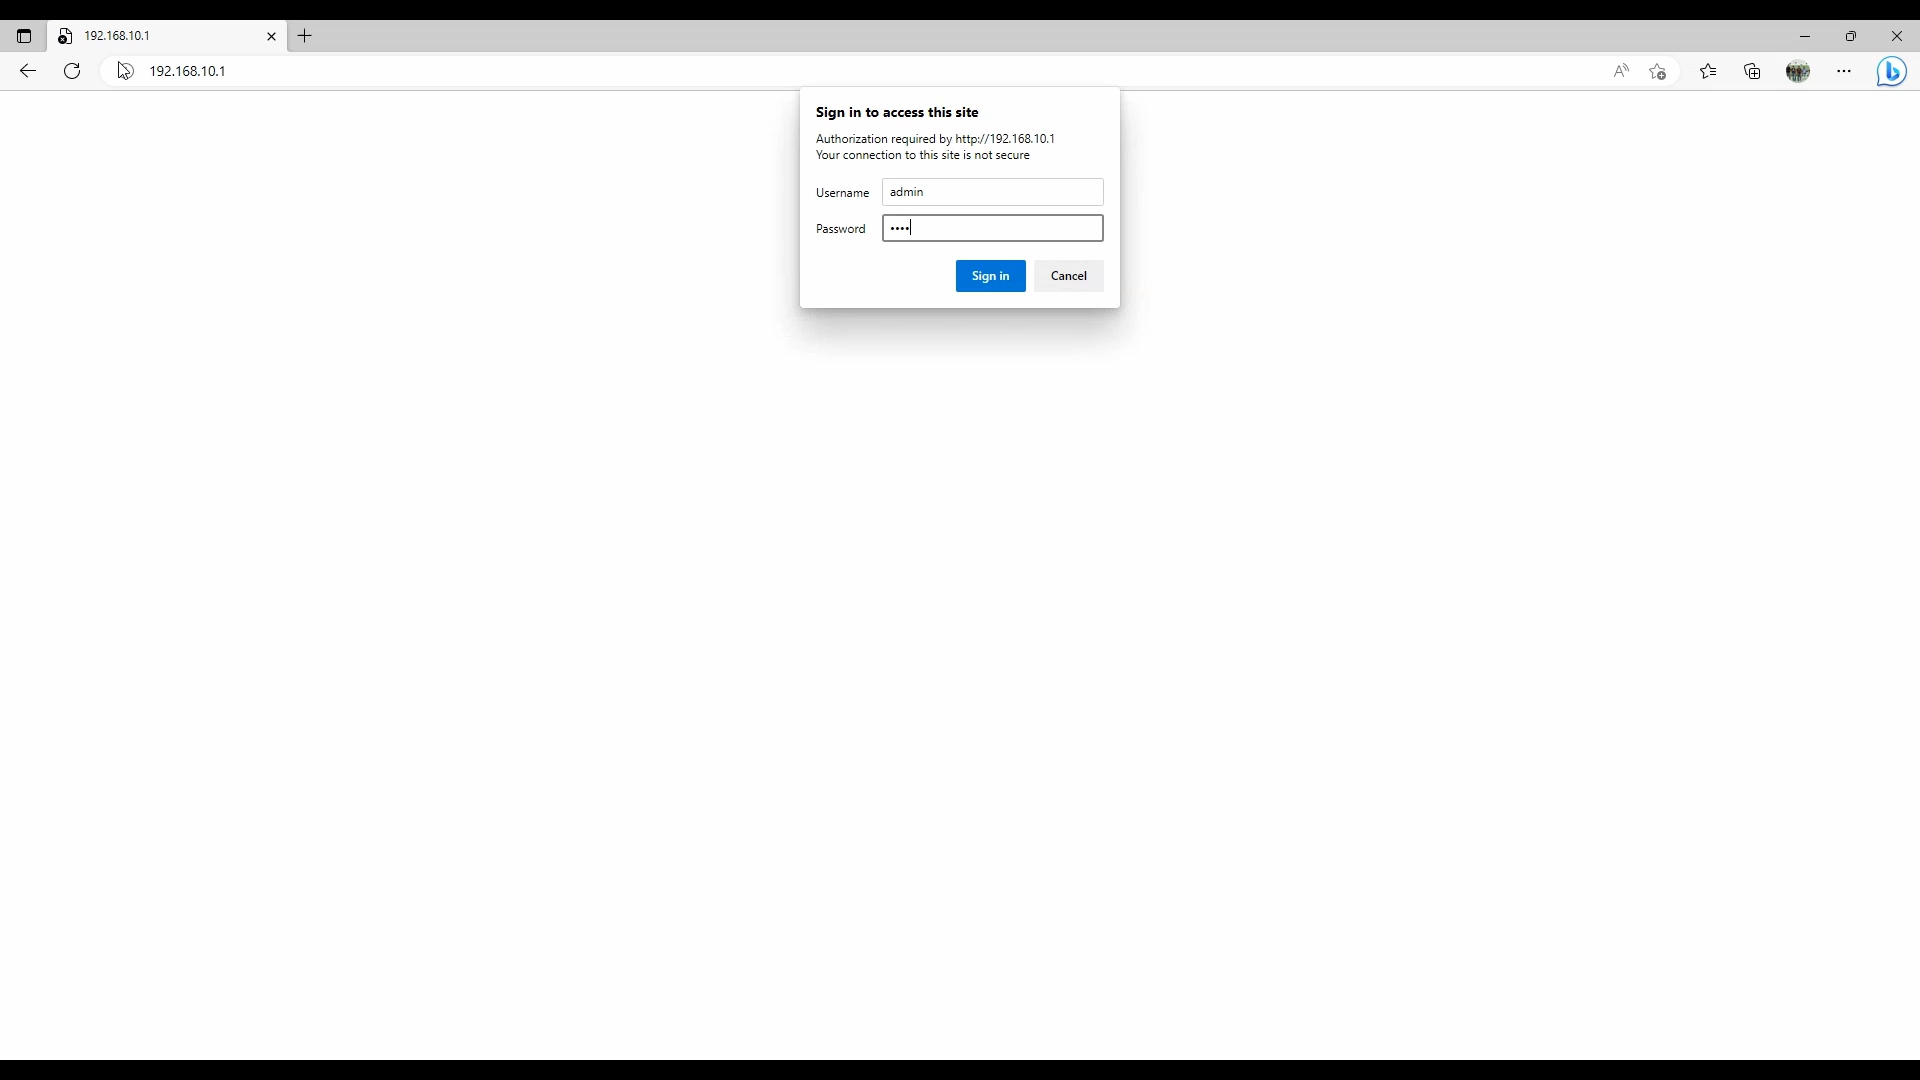 192.168.10.1
192.168.10.1
Sign in to access this site
Authorization required by http://192.168.10.1
Your connection to this site is not secure
Username admin
Password ••••
Sign in Cancel